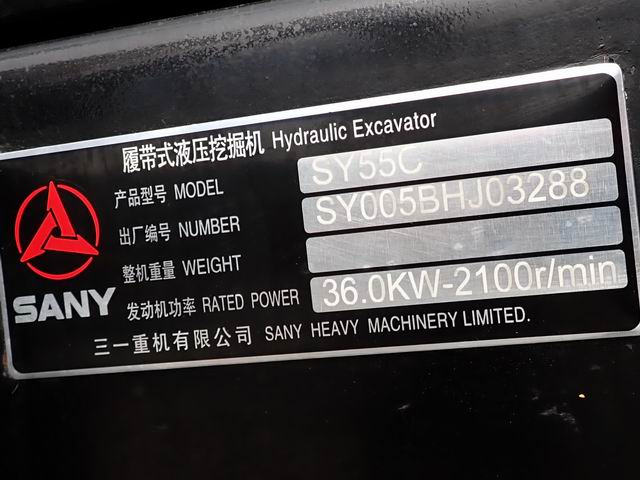 履带式液压挖掘机 Hydraulic Excavator
产品型号 MODEL SY55C
出厂编号 NUMBER SY005BHJ03288
整机重量 WEIGHT
发动机功率 RATED POWER 36.0KW-2100r/min
SANY
三一重机有限公司 SANY HEAVY MACHINERY LIMITED.